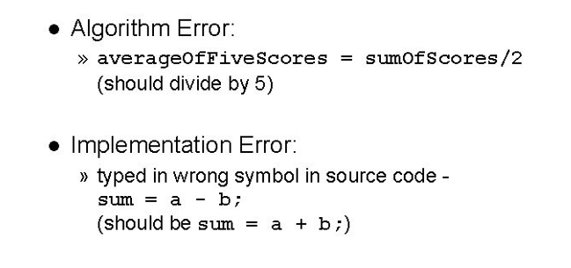 • Algorithm Error:
» averageOfFiveScores = sumOfScores/2
(should divide by 5)
• Implementation Error:
» typed in wrong symbol in source code -
sum = a - b;
(should be sum = a + b;)